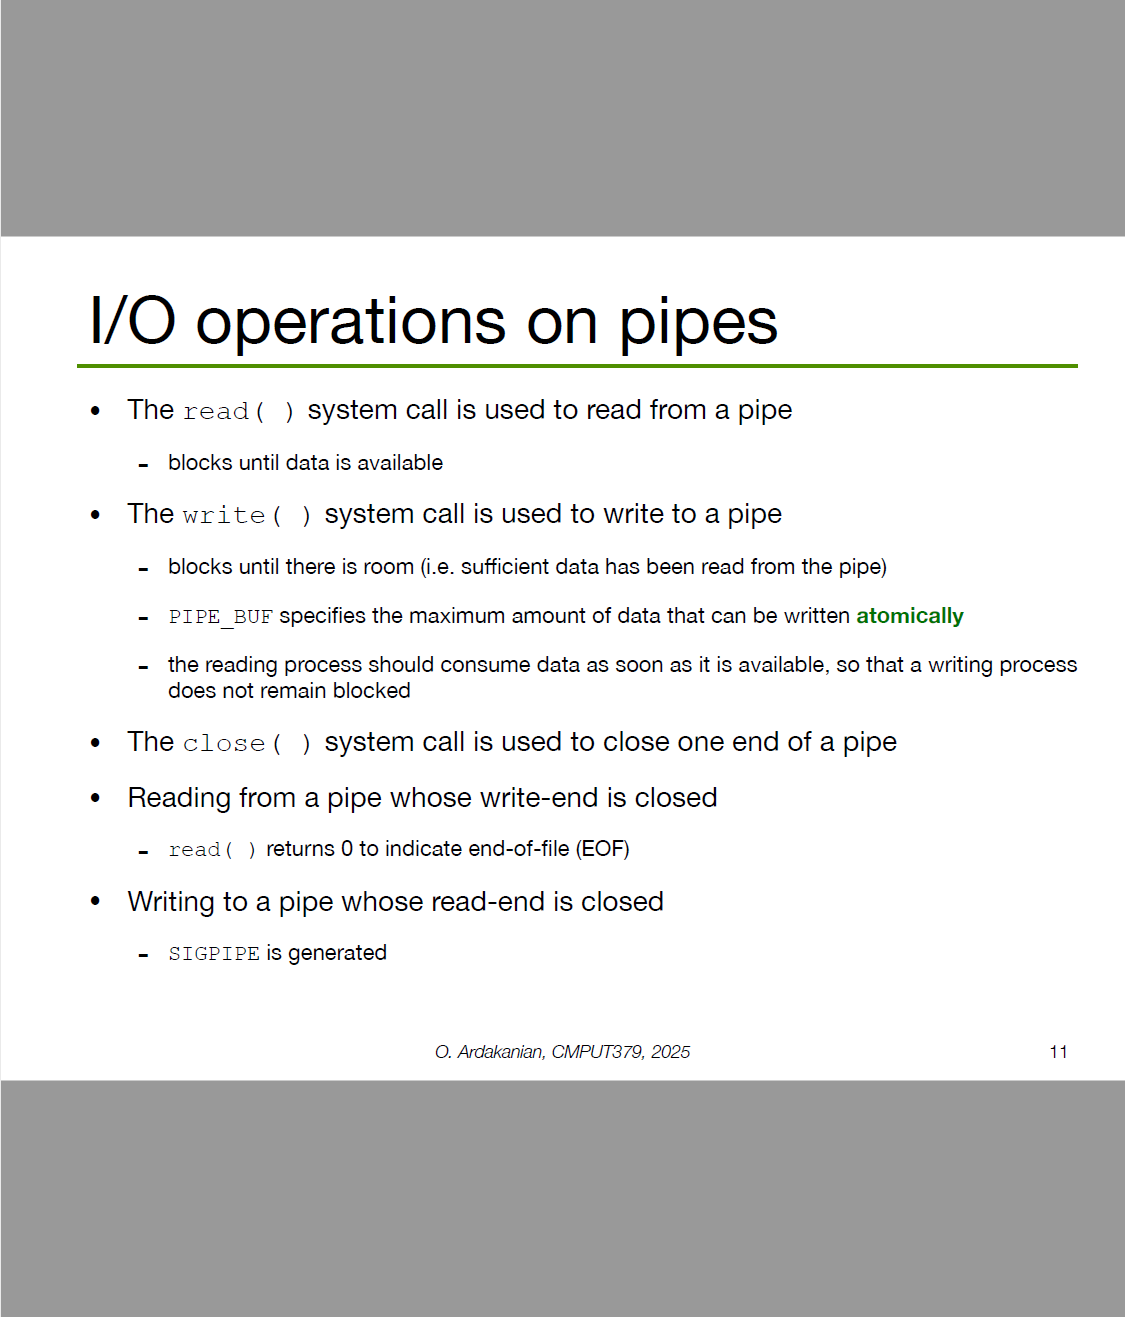 I/O operations on pipes
• The read( ) system call is used to read from a pipe
- blocks until data is available
• The write( ) system call is used to write to a pipe
- blocks until there is room (i.e. sufficient data has been read from the pipe)
- PIPE_BUF specifies the maximum amount of data that can be written atomically
- the reading process should consume data as soon as it is available, so that a writing process
does not remain blocked
• The close( ) system call is used to close one end of a pipe
• Reading from a pipe whose write-end is closed
- read( ) returns 0 to indicate end-of-file (EOF)
• Writing to a pipe whose read-end is closed
- SIGPIPE is generated
O. Ardakanian, CMPUT379, 2025
11